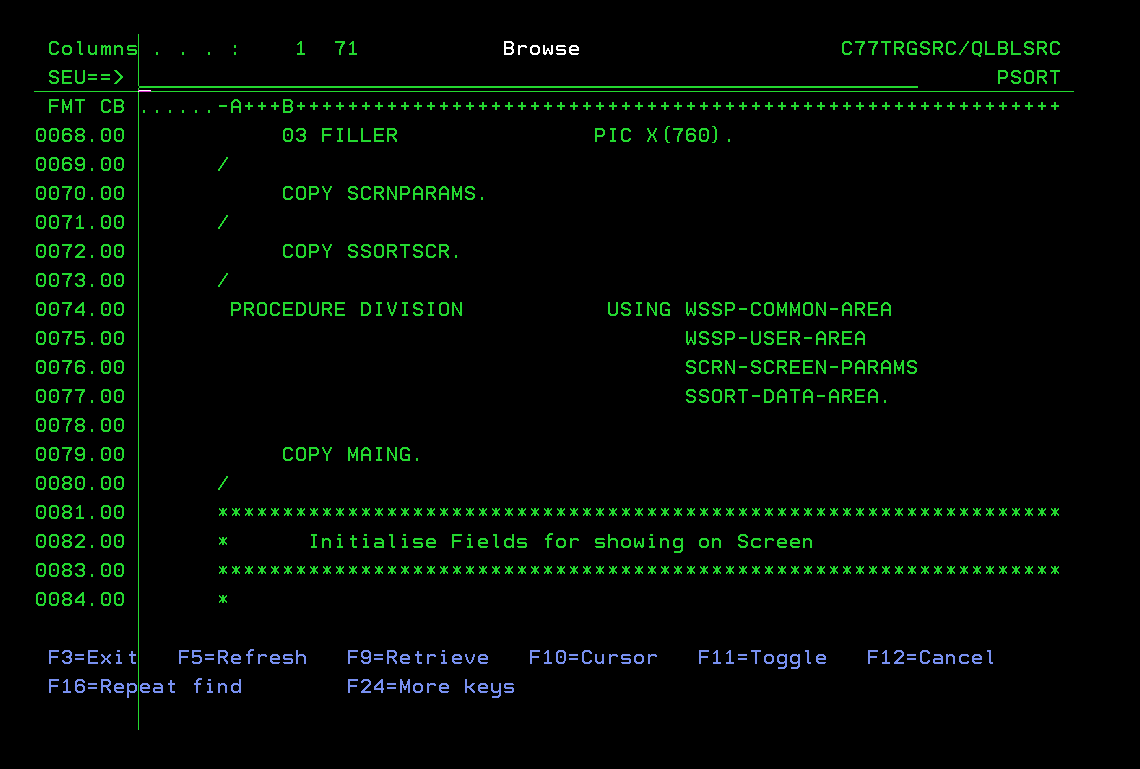 Columns . . . :    1  71           Browse                    C77TRGSRC/QLBLSRC
SEU==>                                                                   PSORT
FMT CB ......-A+++B+++++++++++++++++++++++++++++++++++++++++++++++++++++++++++
0068.00            03 FILLER               PIC X(760).
0069.00       /
0070.00            COPY SCRNPARAMS.
0071.00       /
0072.00            COPY SSORTSCR.
0073.00       /
0074.00        PROCEDURE DIVISION           USING WSSP-COMMON-AREA
0075.00                                           WSSP-USER-AREA
0076.00                                           SCRN-SCREEN-PARAMS
0077.00                                           SSORT-DATA-AREA.
0078.00
0079.00            COPY MAING.
0080.00       /
0081.00       *****************************************************************
0082.00       *      Initialise Fields for showing on Screen
0083.00       *****************************************************************
0084.00       *
F3=Exit   F5=Refresh   F9=Retrieve   F10=Cursor   F11=Toggle   F12=Cancel
F16=Repeat find        F24=More keys